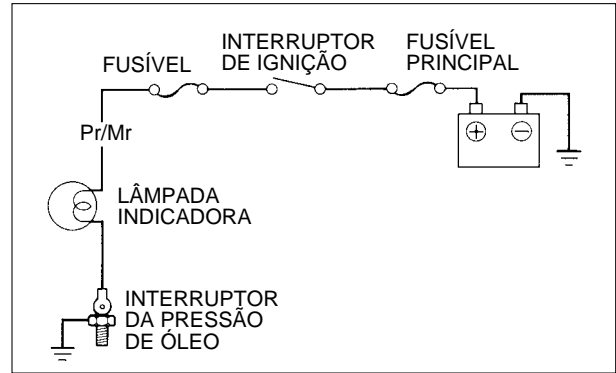 FUSÍVEL
INTERRUPTOR
DE IGNIÇÃO
FUSÍVEL
PRINCIPAL
Pr/Mr
LÂMPADA
INDICADORA
INTERRUPTOR
DA PRESSÃO
DE ÓLEO